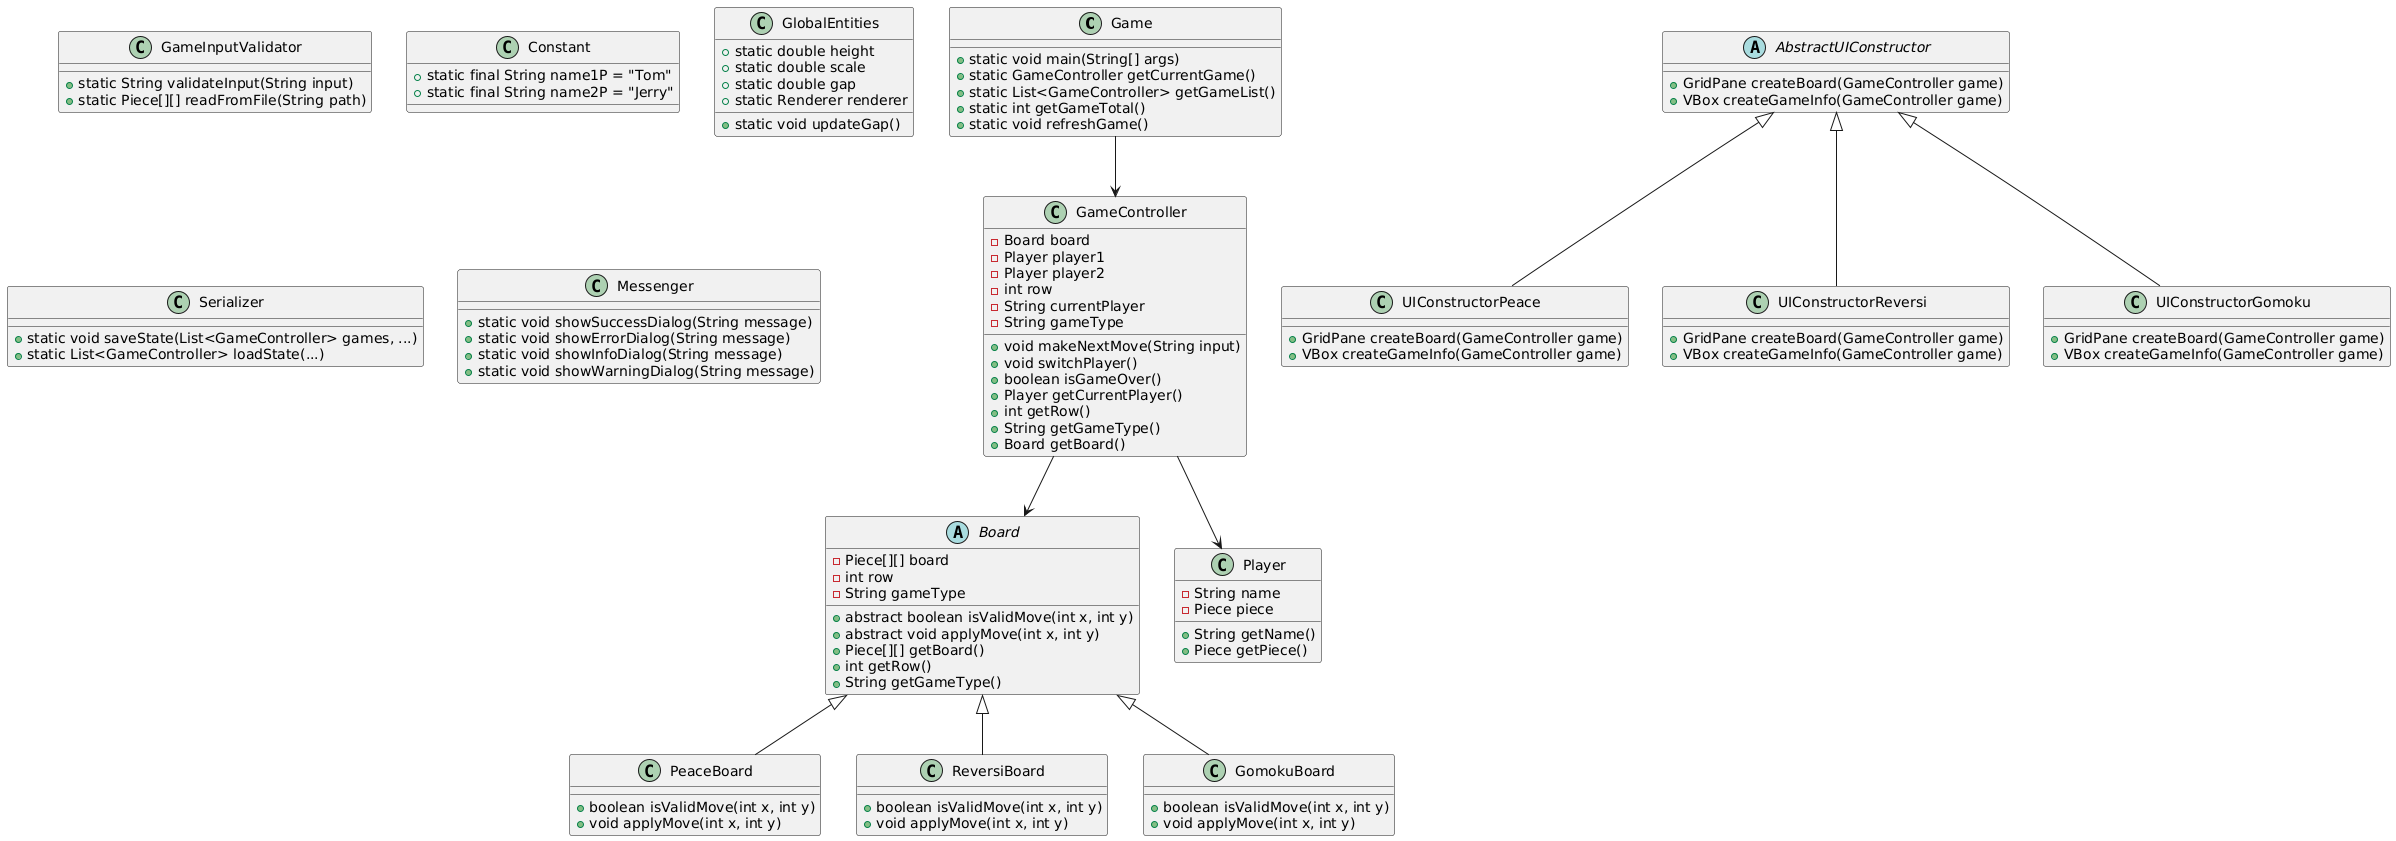 C GameInputValidator
static String validateInput(String input)
static Piece[][] readFromFile(String path)
C Constant
static final String name1P = "Tom"
static final String name2P = "Jerry"
C GlobalEntities
static double height
static double scale
static double gap
static Renderer renderer
static void updateGap()
C Game
static void main(String[] args)
static GameController getCurrentGame()
static List<GameController> getGameList()
static int getGameTotal()
static void refreshGame()
A AbstractUIConstructor
GridPane createBoard(GameController game)
VBox createGameInfo(GameController game)
C Serializer
static void saveState(List<GameController> games, ...)
static List<GameController> loadState(...)
C Messenger
static void showSuccessDialog(String message)
static void showErrorDialog(String message)
static void showInfoDialog(String message)
static void showWarningDialog(String message)
C GameController
Board board
Player player1
Player player2
int row
String currentPlayer
String gameType
void makeNextMove(String input)
void switchPlayer()
boolean isGameOver()
Player getCurrentPlayer()
int getRow()
String getGameType()
Board getBoard()
C UIConstructorPeace
GridPane createBoard(GameController game)
VBox createGameInfo(GameController game)
C UIConstructorReversi
GridPane createBoard(GameController game)
VBox createGameInfo(GameController game)
C UIConstructorGomoku
GridPane createBoard(GameController game)
VBox createGameInfo(GameController game)
A Board
Piece[][] board
int row
String gameType
abstract boolean isValidMove(int x, int y)
abstract void applyMove(int x, int y)
Piece[][] getBoard()
int getRow()
String getGameType()
C Player
String name
Piece piece
String getName()
Piece getPiece()
C PeaceBoard
boolean isValidMove(int x, int y)
void applyMove(int x, int y)
C ReversiBoard
boolean isValidMove(int x, int y)
void applyMove(int x, int y)
C GomokuBoard
boolean isValidMove(int x, int y)
void applyMove(int x, int y)